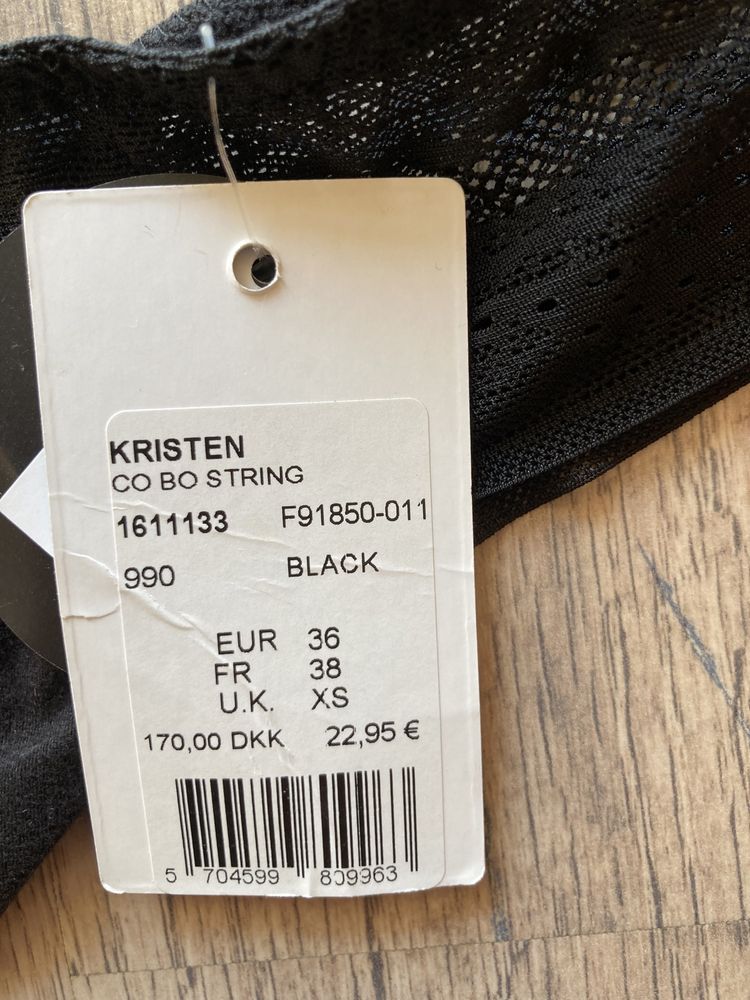 KRISTEN
CO BO STRING
1611133 F91850-011
990 BLACK
EUR 36
FR 38
U.K. XS
170,00 DKK 22,95 €
5 704599 809963